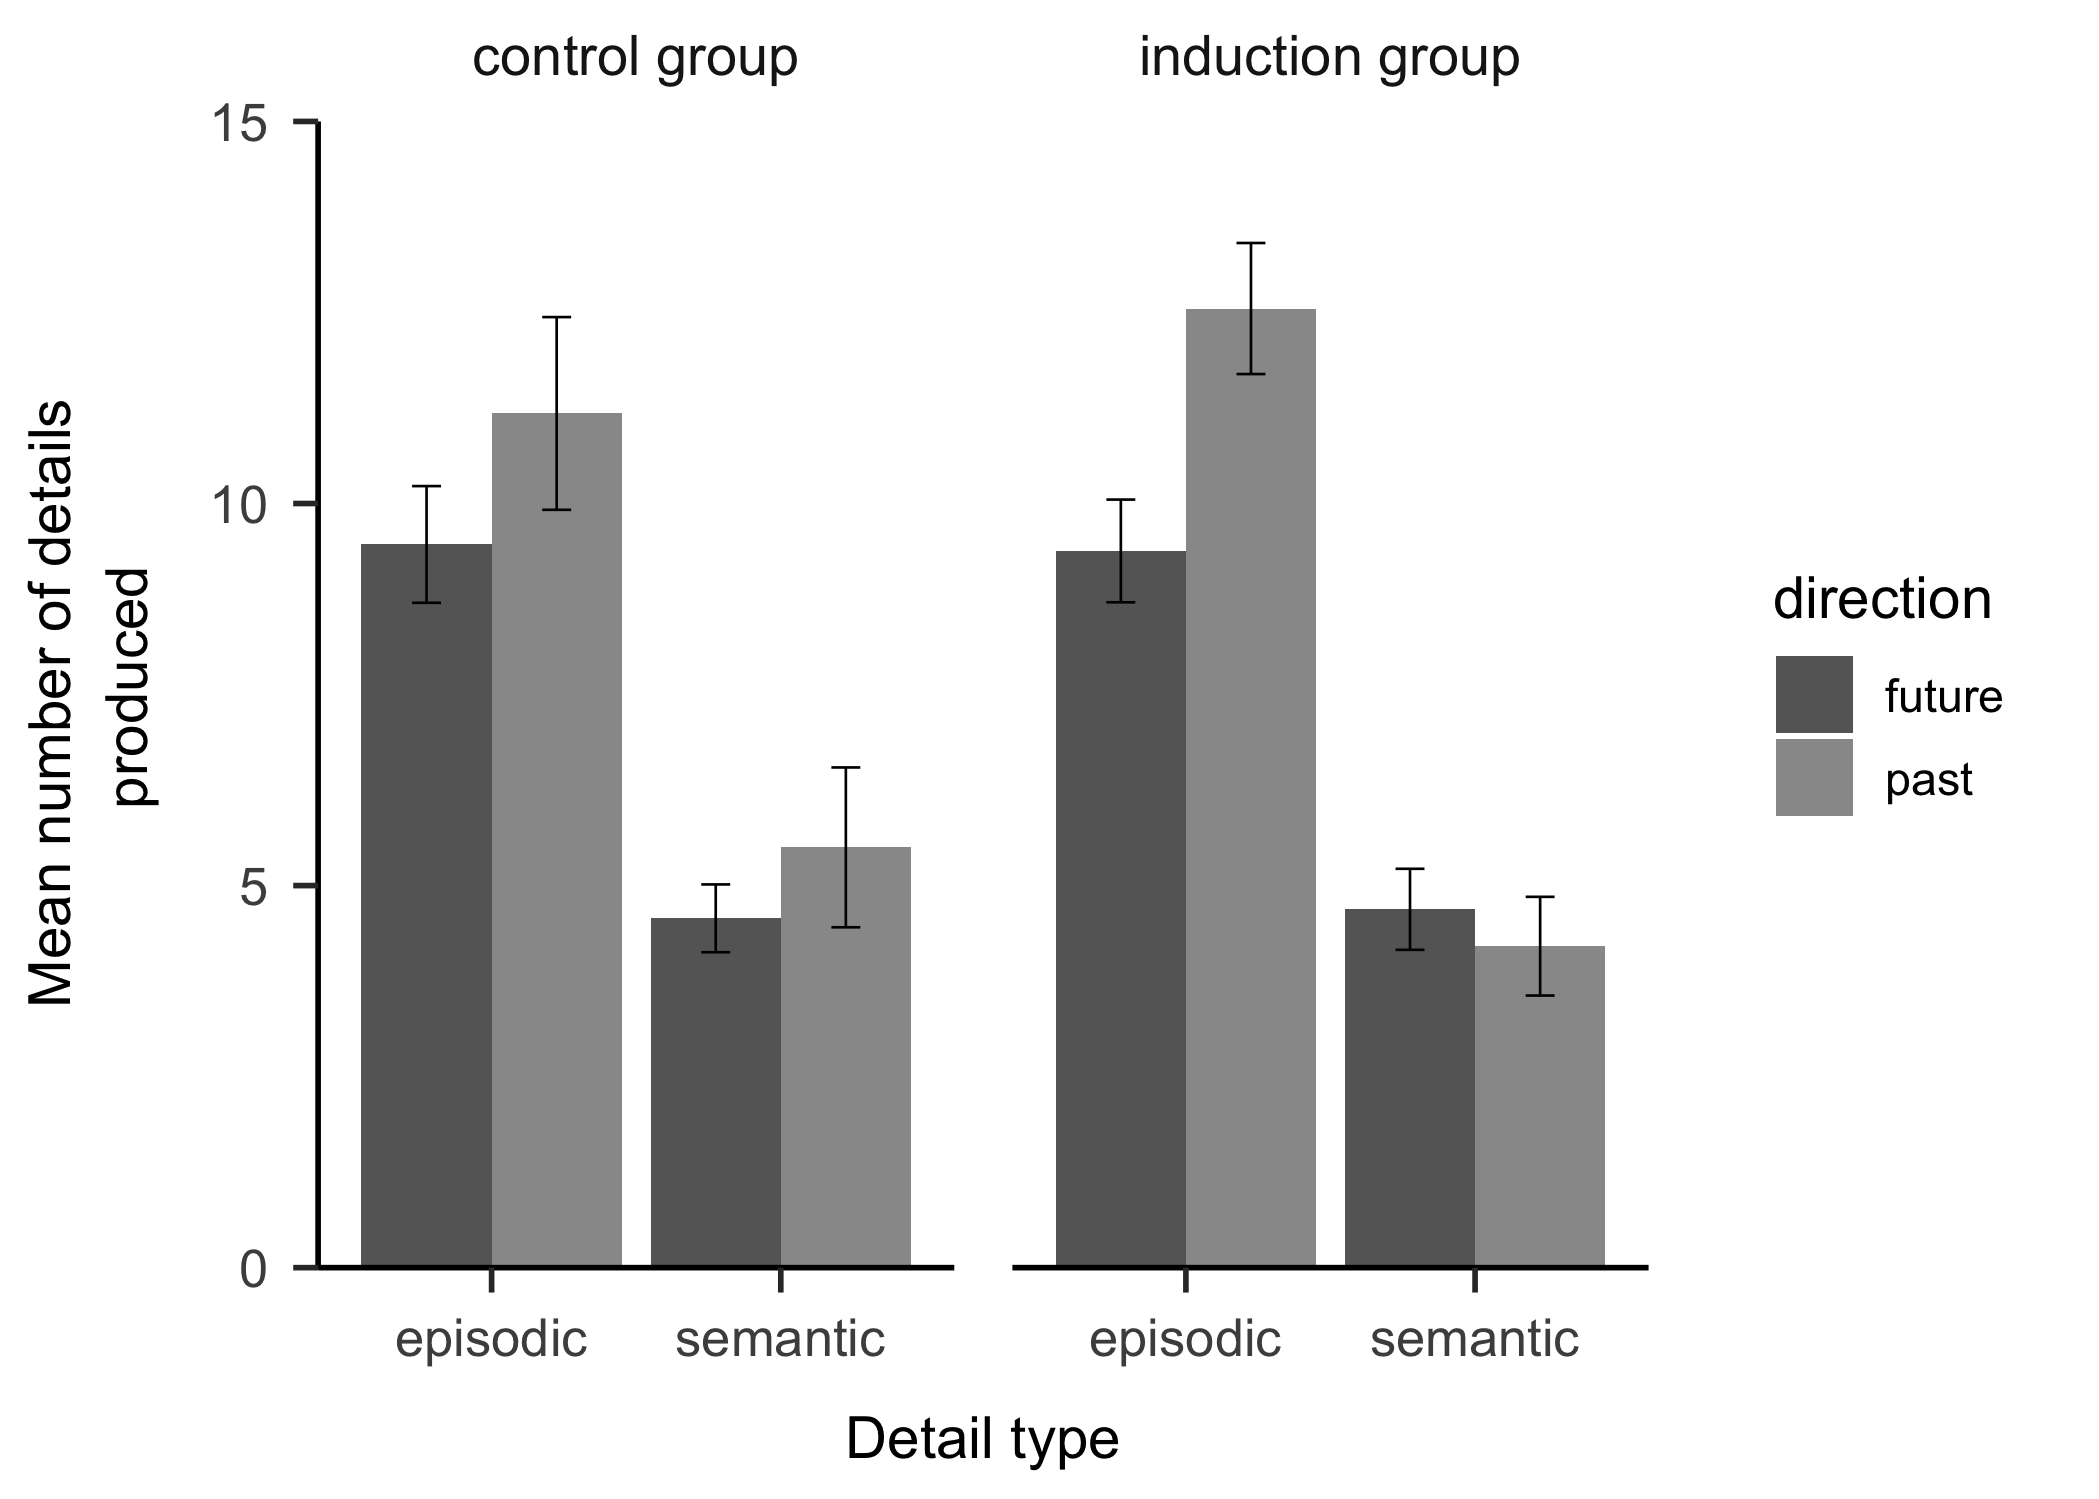 control group
induction group
15
10
5
0
Mean number of details
produced
episodic
semantic
episodic
semantic
Detail type
direction
future
past